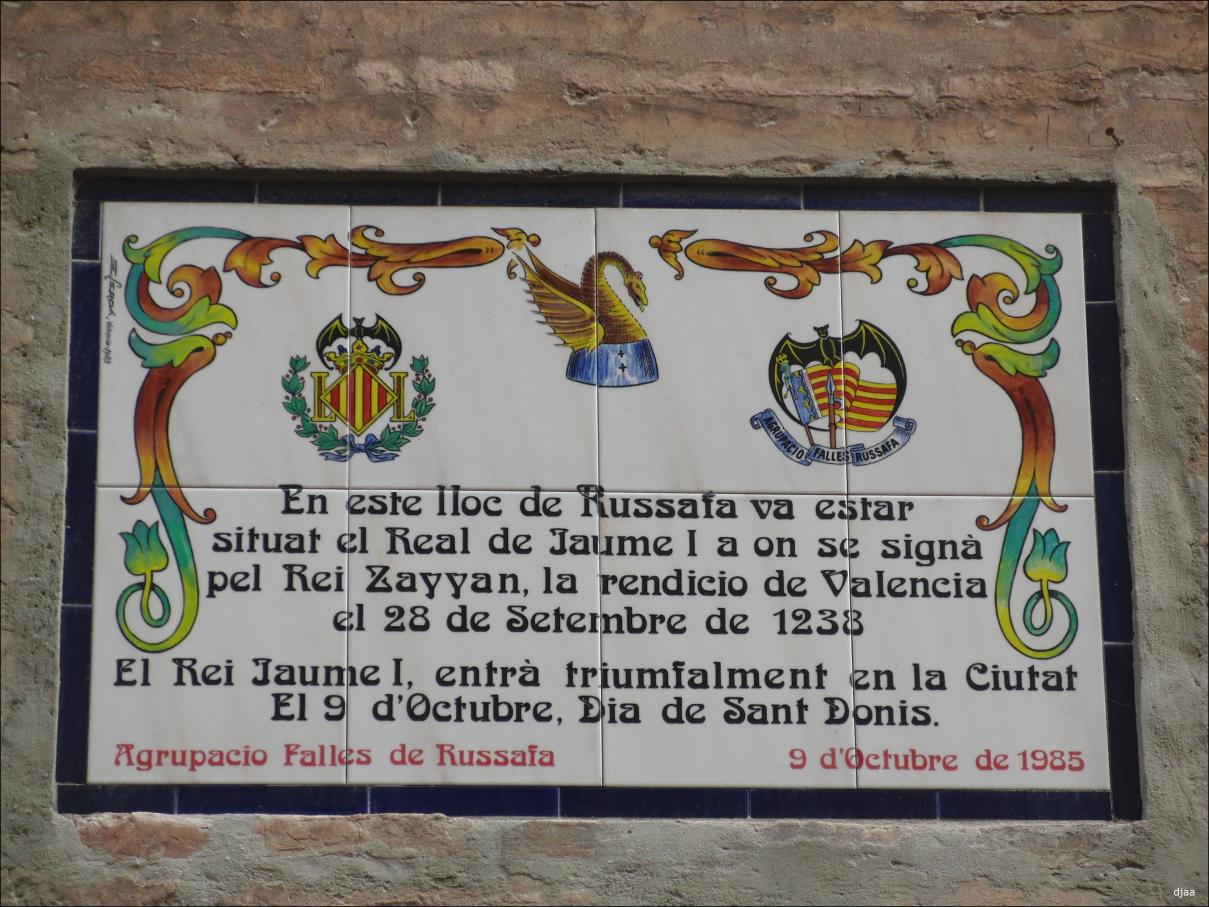 L L
AGRUPACIO FALLES RUSSAFA
En este lloc de Russafa va estar
situat el Real de Jaume I a on se signà
pel Rei Zayyan, la rendicio de Valencia
el 28 de Setembre de 1238
El Rei Jaume I, entrà triumfalment en la Ciutat
El 9 d'Octubre, Dia de Sant Donis.
Agrupacio Falles de Russafa
9 d'Octubre de 1985
djaa